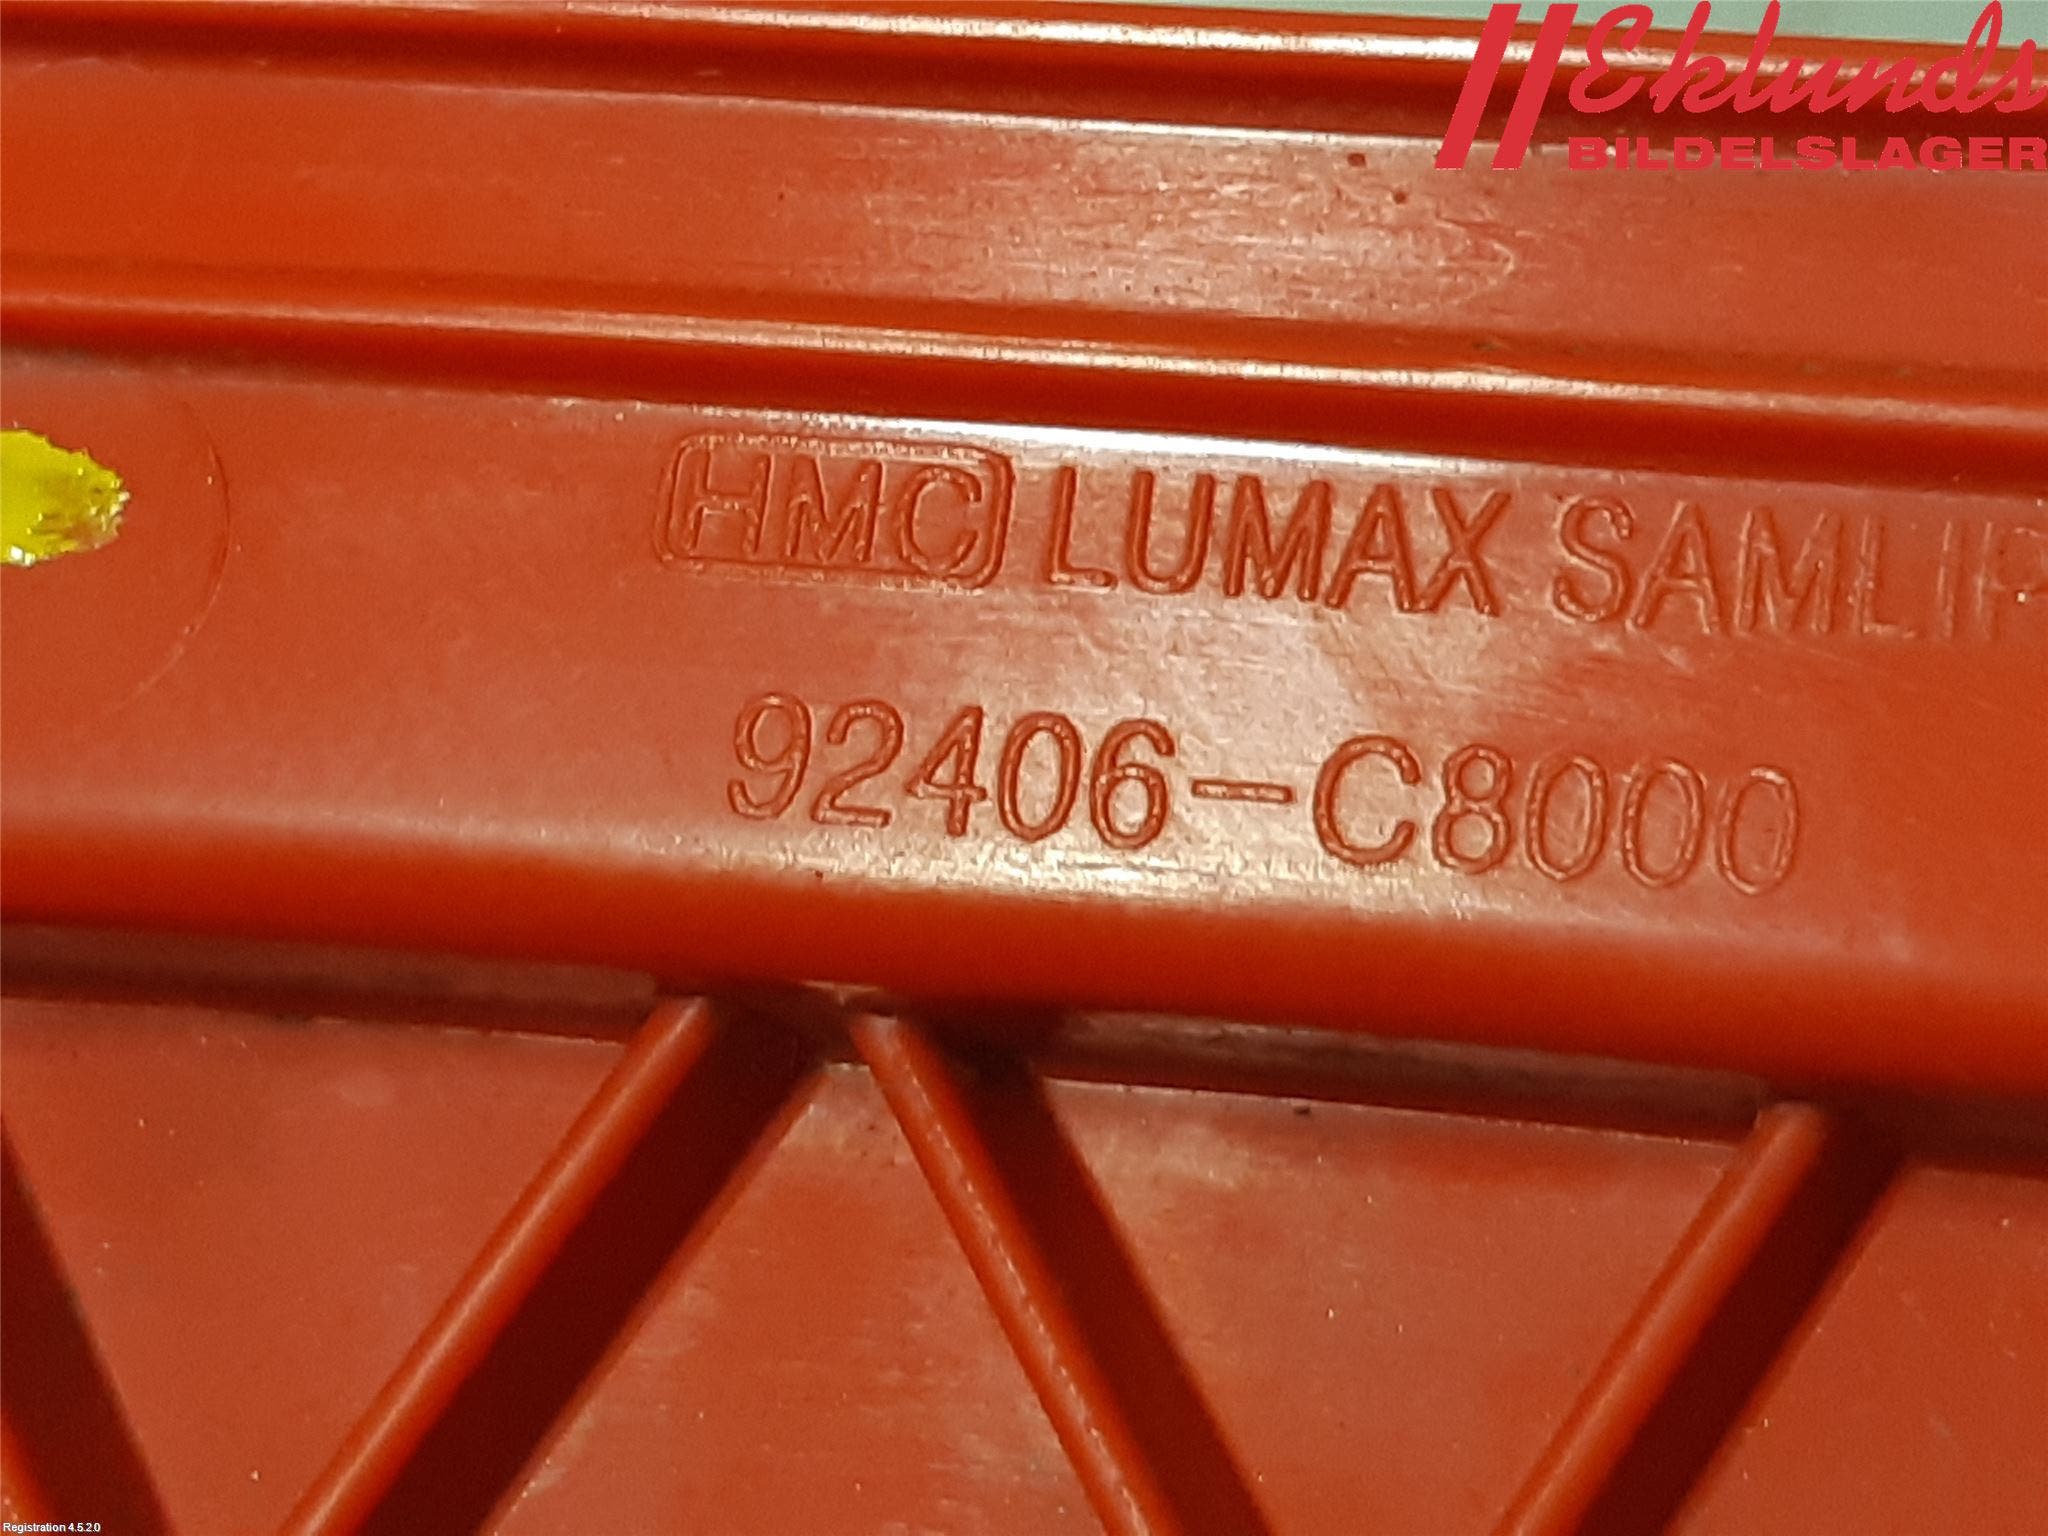 Eklunds
BILDELSLAGER
HMC LUMAX SAMLIP
92406-C8000
Registration 4.5.2.0